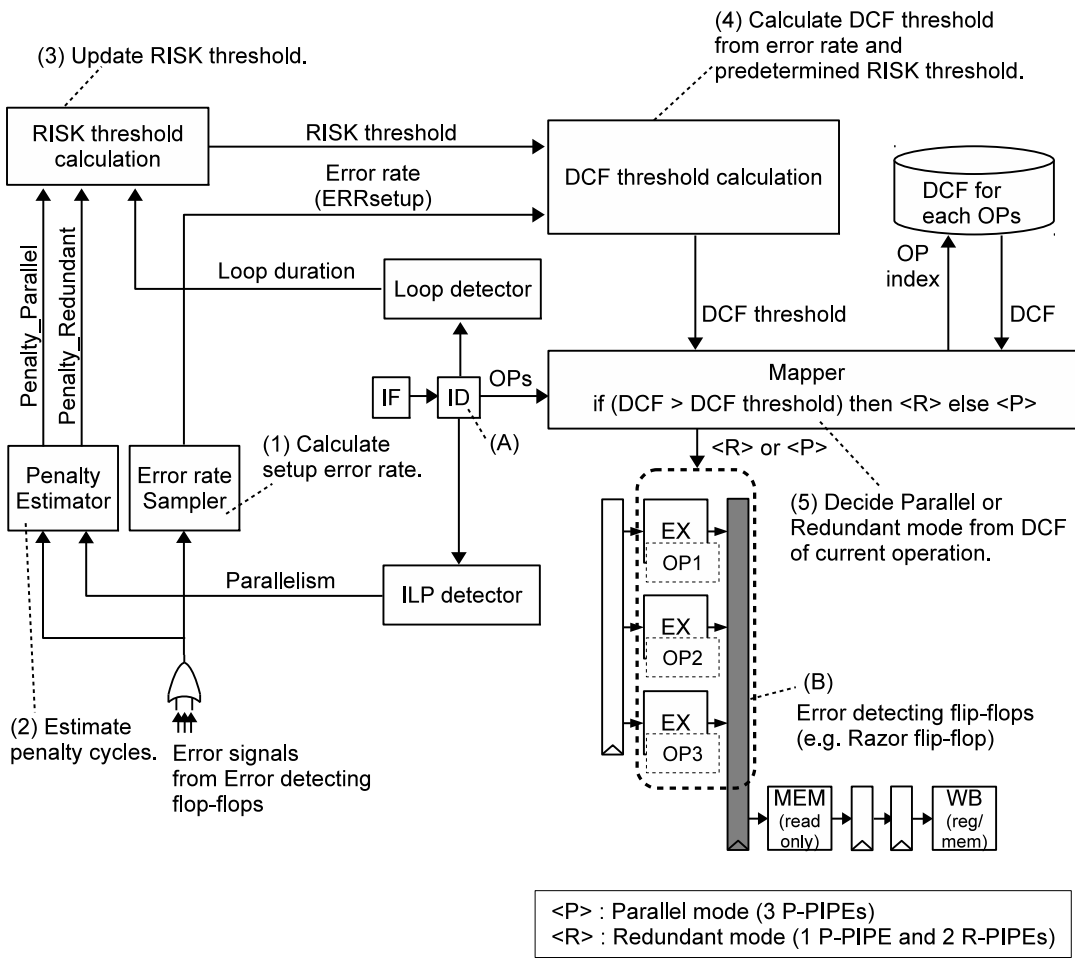 (4) Calculate DCF threshold
from error rate and
predetermined RISK threshold.
(3) Update RISK threshold.
RISK threshold
calculation
RISK threshold
Error rate
(ERRsetup)
DCF threshold calculation
DCF for
each OPs
Penalty_Parallel
Penalty_Redundant
Loop duration
Loop detector
OP
index
DCF threshold
DCF
IF
ID
OPs
(A)
Mapper
if (DCF > DCF threshold) then <R> else <P>
<R> or <P>
(1) Calculate
setup error rate.
Penalty
Estimator
Error rate
Sampler
(5) Decide Parallel or
Redundant mode from DCF
of current operation.
EX
OP1
Parallelism
ILP detector
EX
OP2
(B)
Error detecting flip-flops
(e.g. Razor flip-flop)
EX
OP3
(2) Estimate
penalty cycles.
Error signals
from Error detecting
flop-flops
MEM
(read
only)
WB
(reg/
mem)
<P> : Parallel mode (3 P-PIPEs)
<R> : Redundant mode (1 P-PIPE and 2 R-PIPEs)